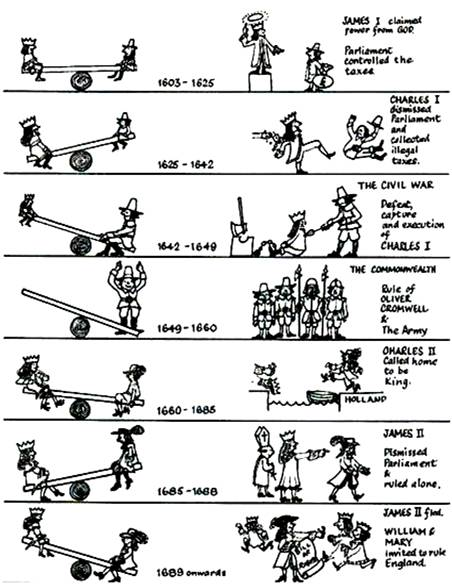 JAMES I claimed
power from GOD.
Parliament
controlled the
taxes
1603-1625
CHARLES I
dismissed
Parliament
and
collected
illegal
taxes.
1625-1642
THE CIVIL WAR
Defeat,
capture
and execution
of
CHARLES I
1642-1649
THE COMMONWEALTH
Rule of
OLIVER
CROMWELL
&
The Army
1649-1660
CHARLES II
Called home
to be
King.
HOLLAND
1660-1685
JAMES II
Dismissed
Parliament
&
ruled alone.
1685-1688
JAMES II fled.
WILLIAM &
MARY
invited to rule
England.
1689 onwards